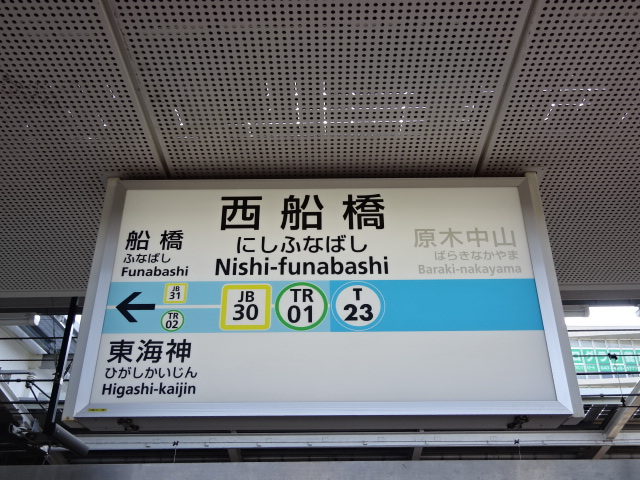 西船橋
にしふなばし
Nishi-funabashi
船橋
ふなばし
Funabashi
原木中山
ばらきなかやま
Baraki-nakayama
JB
31
TR
02
JB
30
TR
01
T
23
東海神
ひがしかいじん
Higashi-kaijin